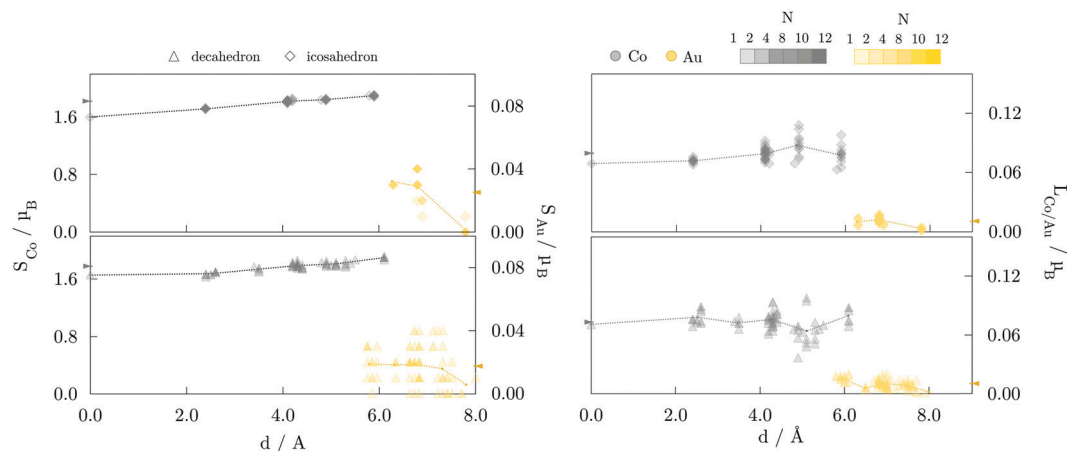 N N
1 2 4 8 10 12 1 2 4 8 10 12
decahedron icosahedron Co Au
1.6
0.8
0.0
0.08
0.04
0.00
1.6
0.8
0.0
0.08
0.04
0.00
S_Co / μ_B
S_Au / μ_B
0.0 2.0 4.0 6.0 8.0
d / A
0.12
0.06
0.00
0.12
0.06
0.00
L_Co/Au / μ_B
0.0 2.0 4.0 6.0 8.0
d / Å